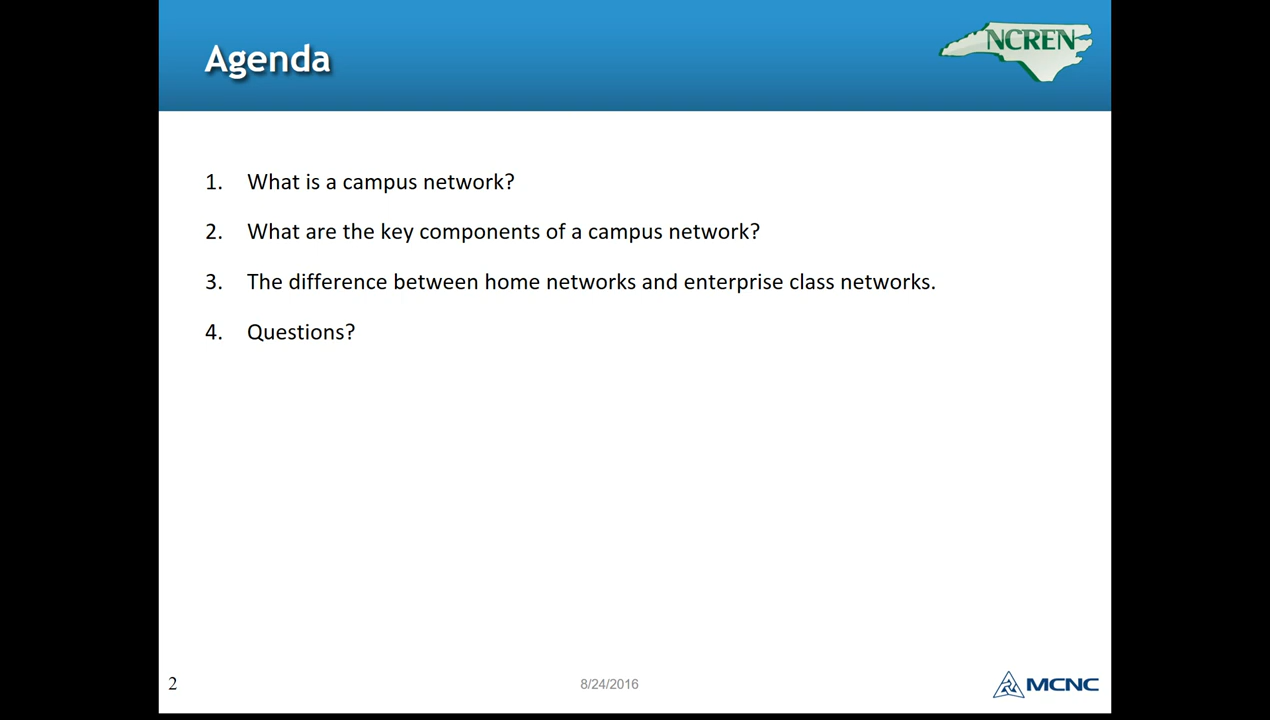 Agenda
NCREN
1. What is a campus network?
2. What are the key components of a campus network?
3. The difference between home networks and enterprise class networks.
4. Questions?
2
8/24/2016
MCNC